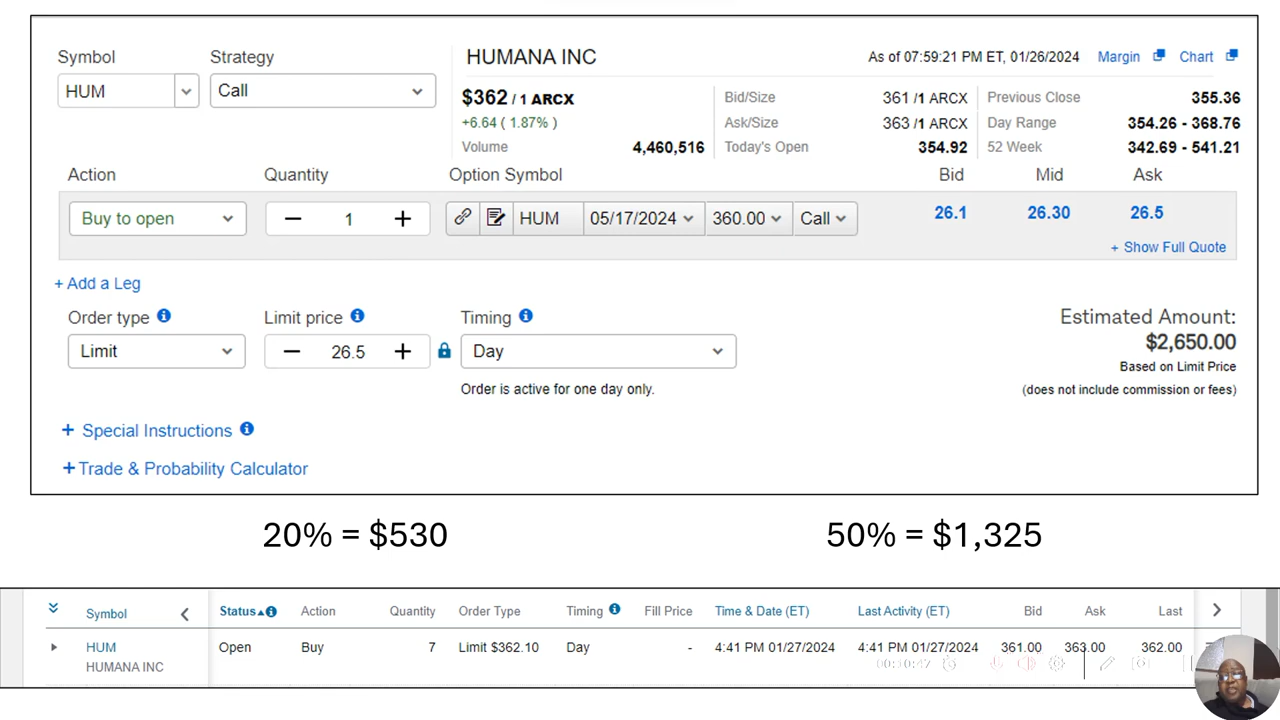 Symbol Strategy HUMANA INC As of 07:59:21 PM ET, 01/26/2024 Margin Chart
HUM Call
$362 / 1 ARCX Bid/Size 361 /1 ARCX Previous Close 355.36
+6.64 ( 1.87% ) Ask/Size 363 /1 ARCX Day Range 354.26 - 368.76
Volume 4,460,516 Today's Open 354.92 52 Week 342.69 - 541.21
Action Quantity Option Symbol Bid Mid Ask
Buy to open 1 HUM 05/17/2024 360.00 Call 26.1 26.30 26.5
+ Show Full Quote
+ Add a Leg
Order type Limit price Timing Estimated Amount:
Limit 26.5 Day $2,650.00
Based on Limit Price
Order is active for one day only. (does not include commission or fees)
+ Special Instructions
+ Trade & Probability Calculator
20% = $530 50% = $1,325
Symbol Status Action Quantity Order Type Timing Fill Price Time & Date (ET) Last Activity (ET) Bid Ask Last
HUM Open Buy 7 Limit $362.10 Day - 4:41 PM 01/27/2024 4:41 PM 01/27/2024 361.00 363.00 362.00
HUMANA INC 00:10:47